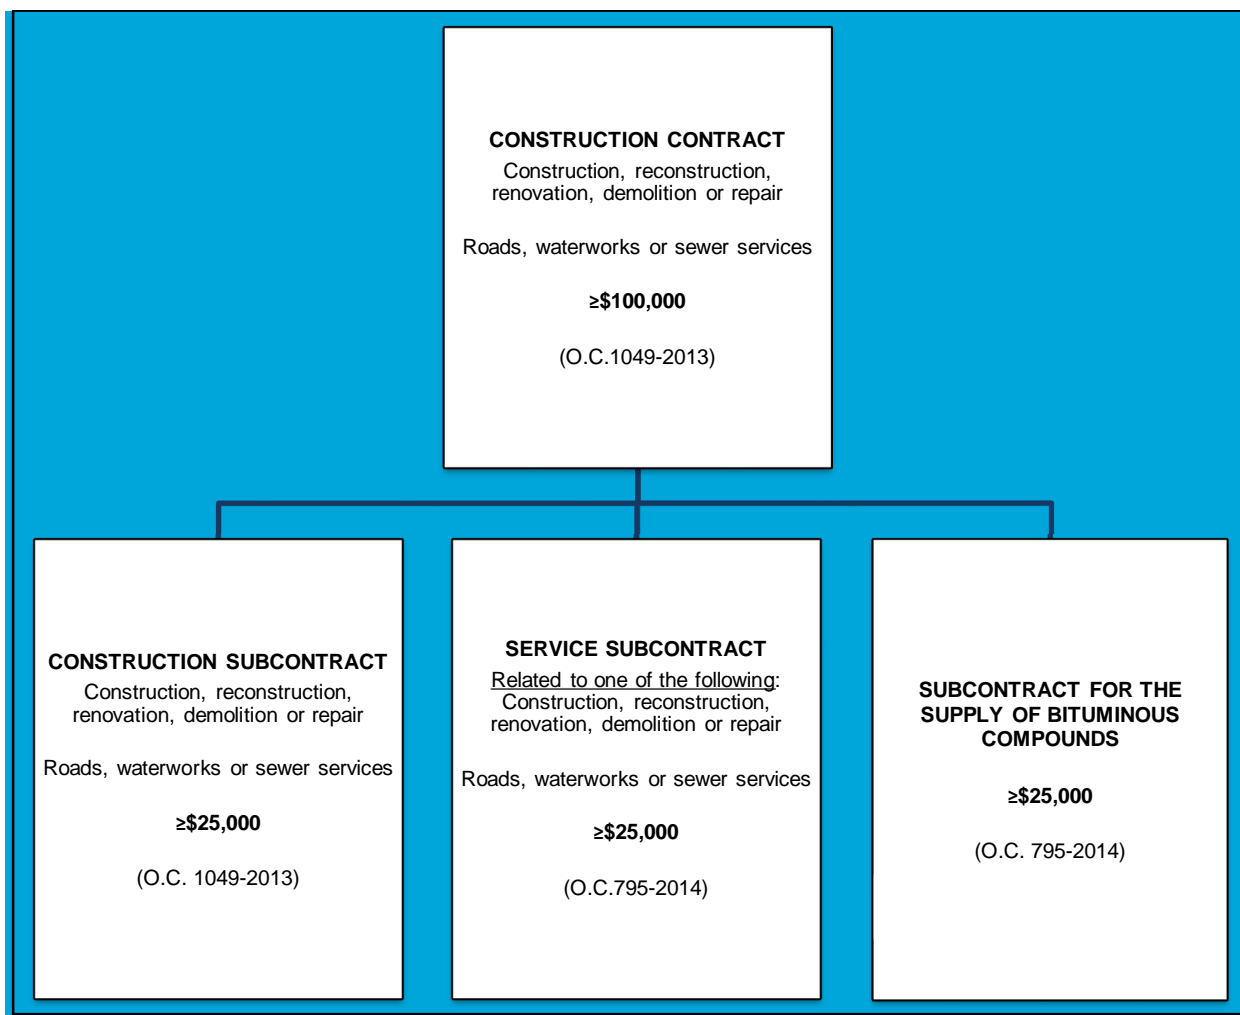 CONSTRUCTION CONTRACT
Construction, reconstruction,
renovation, demolition or repair
Roads, waterworks or sewer services
≥$100,000
(O.C.1049-2013)
CONSTRUCTION SUBCONTRACT
Construction, reconstruction,
renovation, demolition or repair
Roads, waterworks or sewer services
≥$25,000
(O.C. 1049-2013)
SERVICE SUBCONTRACT
Related to one of the following:
Construction, reconstruction,
renovation, demolition or repair
Roads, waterworks or sewer services
≥$25,000
(O.C.795-2014)
SUBCONTRACT FOR THE
SUPPLY OF BITUMINOUS
COMPOUNDS
≥$25,000
(O.C. 795-2014)